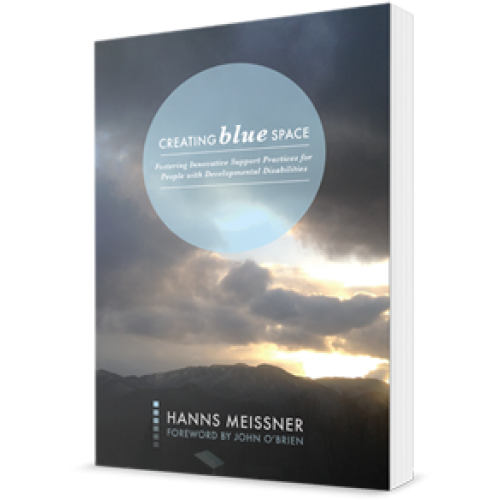 CREATING blue SPACE
Fostering Innovative Support Practices for
People with Developmental Disabilities
HANNS MEISSNER
FOREWORD BY JOHN O'BRIEN